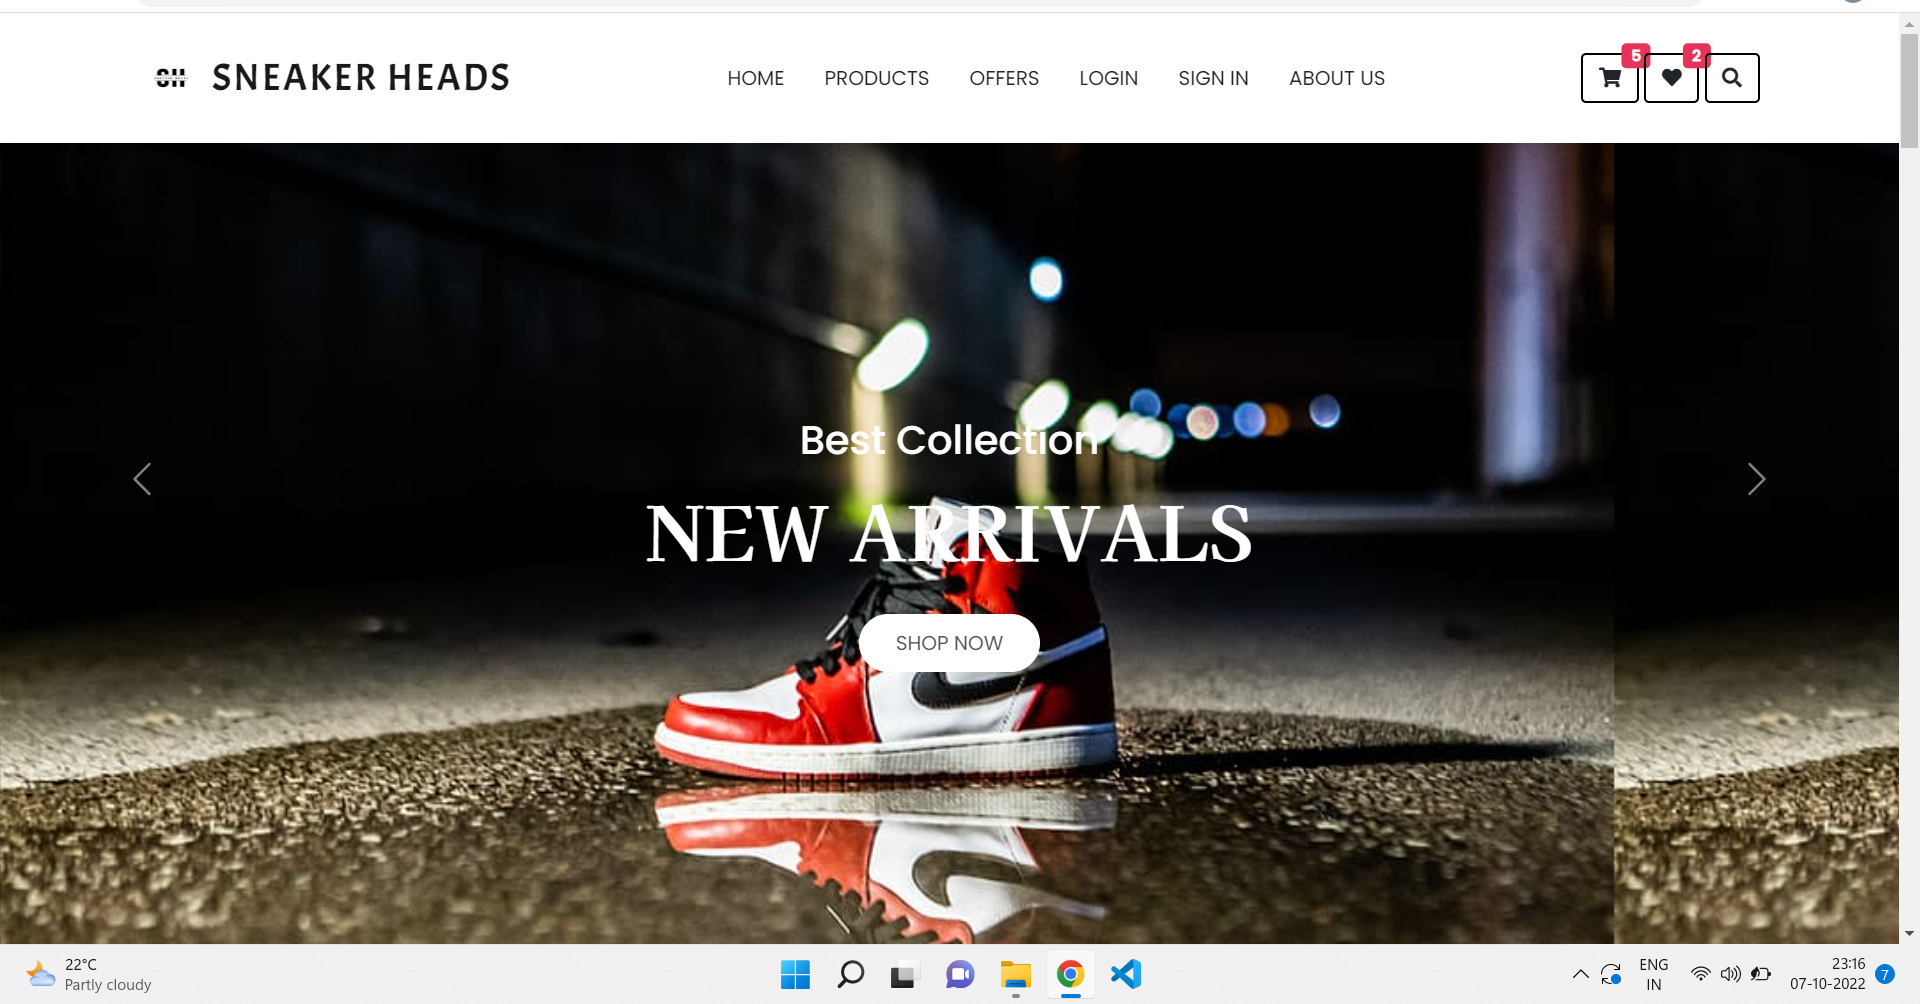 SH SNEAKER HEADS HOME PRODUCTS OFFERS LOGIN SIGN IN ABOUT US 5 2
Best Collection
NEW ARRIVALS
SHOP NOW
22°C
Partly cloudy
ENG
IN
23:16
07-10-2022
7